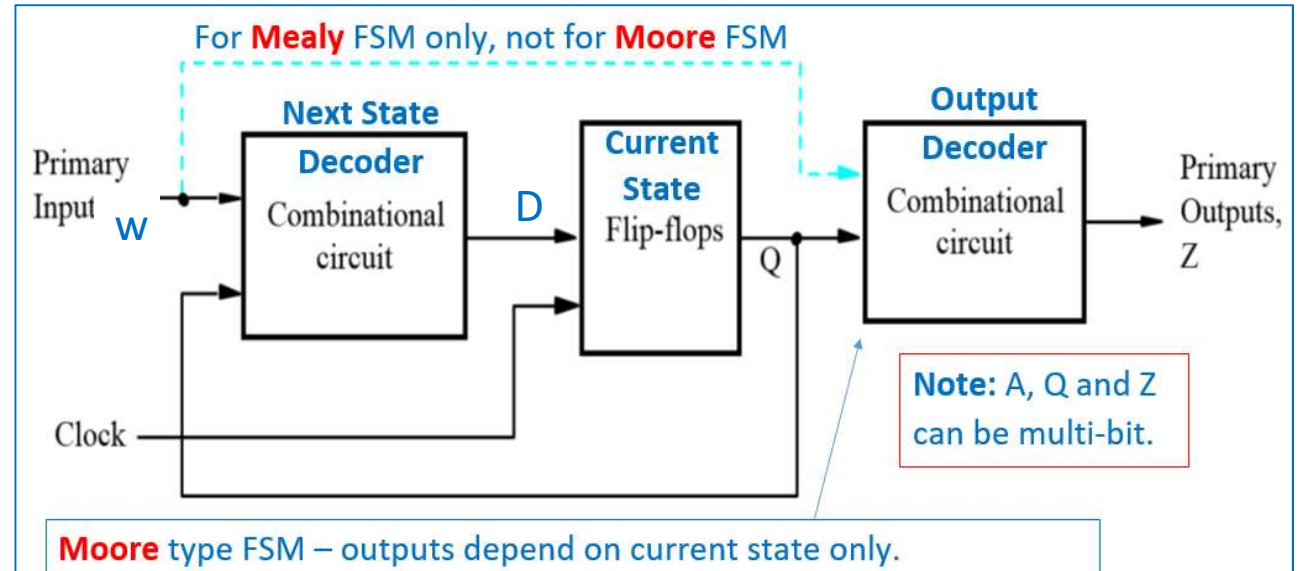 For Mealy FSM only, not for Moore FSM
Next State
Decoder
Combinational
circuit
Primary
Input
w
D
Current
State
Flip-flops
Q
Output
Decoder
Combinational
circuit
Primary
Outputs,
Z
Clock
Note: A, Q and Z
can be multi-bit.
Moore type FSM – outputs depend on current state only.